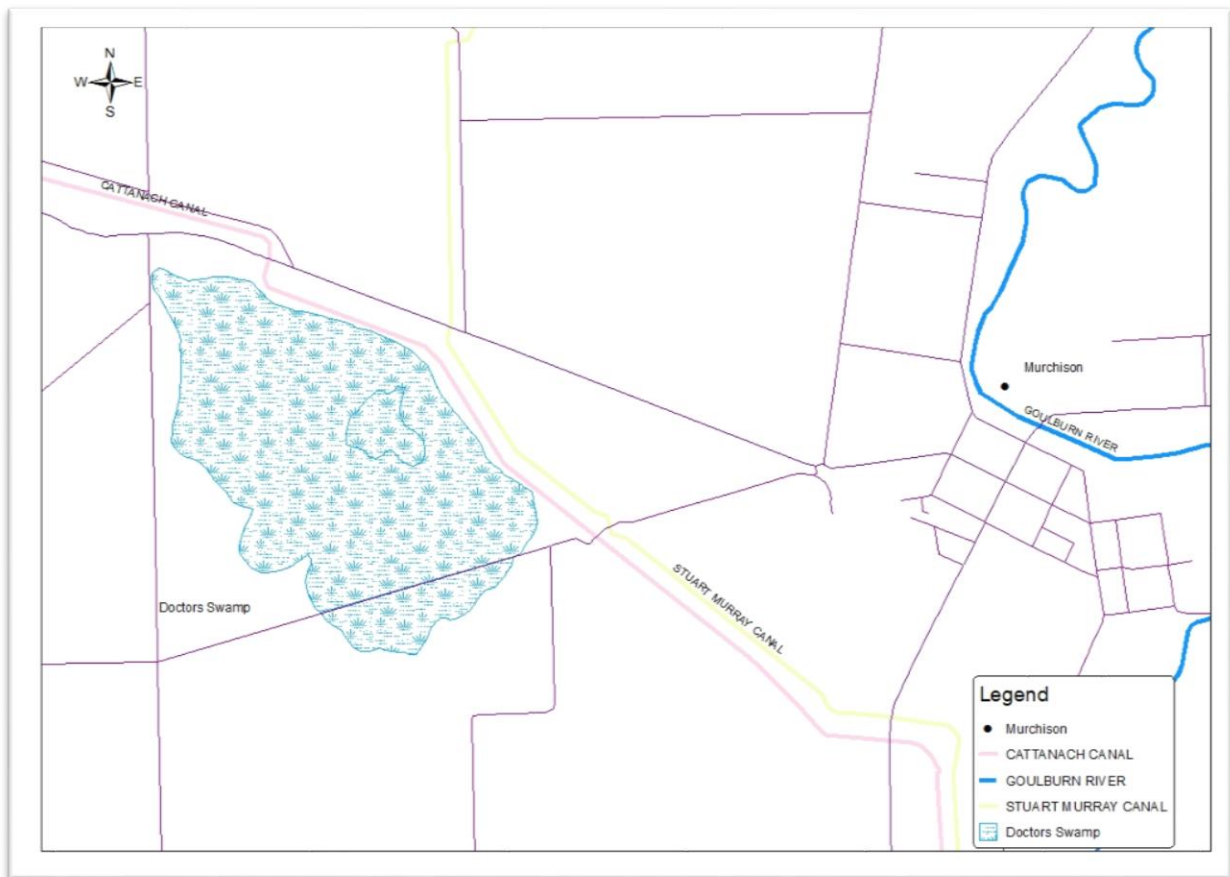 N
W E
S
CATTANACH CANAL
Murchison
GOULBURN RIVER
STUART MURRAY CANAL
Doctors Swamp
Legend
Murchison
CATTANACH CANAL
GOULBURN RIVER
STUART MURRAY CANAL
Doctors Swamp